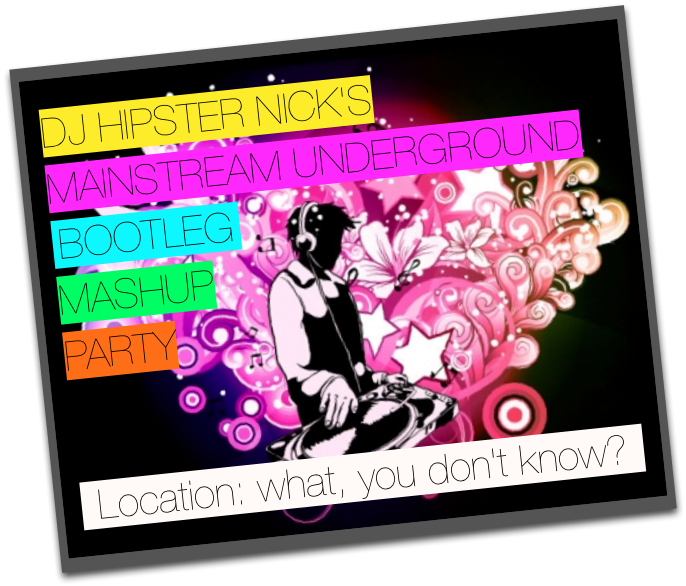 DJ HIPSTER NICK'S
MAINSTREAM UNDERGROUND
BOOTLEG
MASHUP
PARTY
Location: what, you don't know?